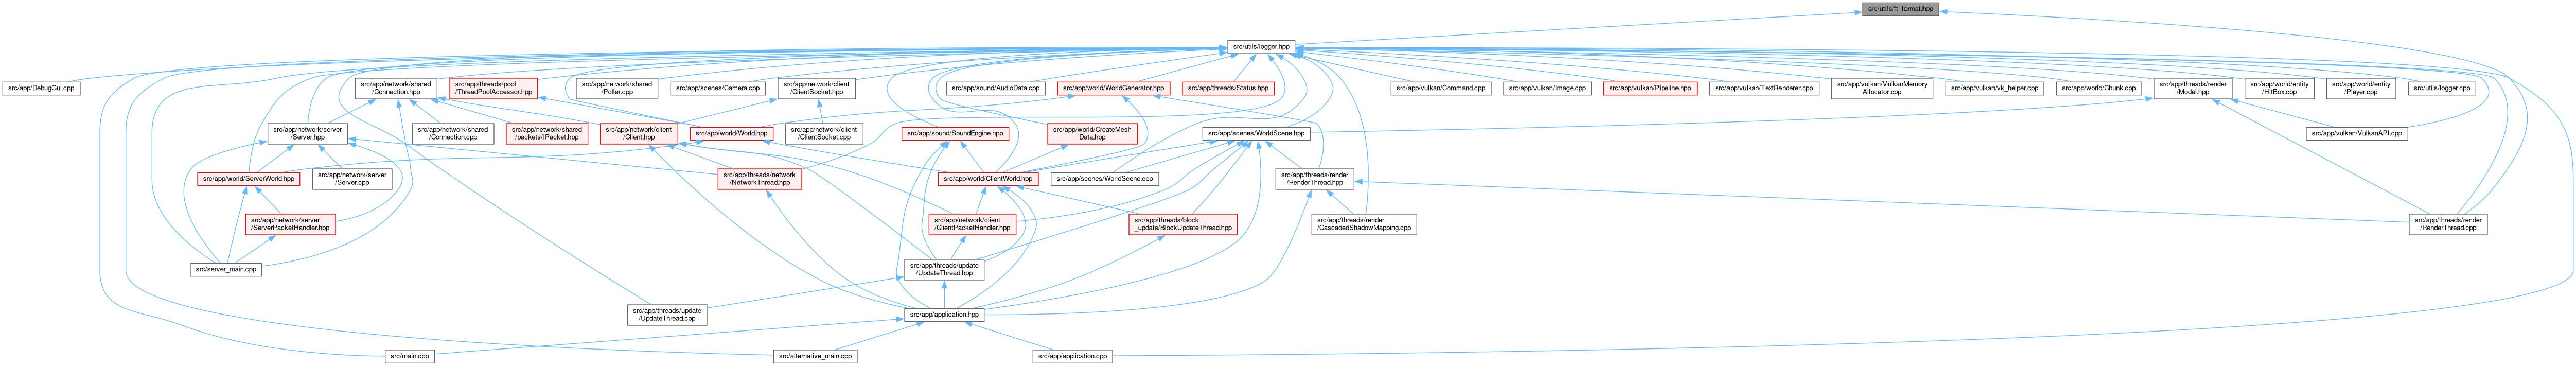 src/utils/ft_format.hpp
src/utils/logger.hpp
src/app/DebugGui.cpp
src/app/network/shared
/Connection.hpp
src/app/threads/pool
/ThreadPoolAccessor.hpp
src/app/network/shared
/Poller.cpp
src/app/scenes/Camera.cpp
src/app/network/client
/ClientSocket.hpp
src/app/sound/AudioData.cpp
src/app/world/WorldGenerator.hpp
src/app/threads/Status.hpp
src/app/vulkan/Command.cpp
src/app/vulkan/Image.cpp
src/app/vulkan/Pipeline.hpp
src/app/vulkan/TextRenderer.cpp
src/app/vulkan/VulkanMemory
Allocator.cpp
src/app/vulkan/vk_helper.cpp
src/app/world/Chunk.cpp
src/app/threads/render
/Model.hpp
src/app/world/entity
/HitBox.cpp
src/app/world/entity
/Player.cpp
src/utils/logger.cpp
src/app/network/server
/Server.hpp
src/app/network/shared
/Connection.cpp
src/app/network/shared
/packets/IPacket.hpp
src/app/network/client
/Client.hpp
src/app/world/World.hpp
src/app/network/client
/ClientSocket.cpp
src/app/sound/SoundEngine.hpp
src/app/world/CreateMesh
Data.hpp
src/app/scenes/WorldScene.hpp
src/app/vulkan/VulkanAPI.cpp
src/app/world/ServerWorld.hpp
src/app/network/server
/Server.cpp
src/app/threads/network
/NetworkThread.hpp
src/app/world/ClientWorld.hpp
src/app/scenes/WorldScene.cpp
src/app/threads/render
/RenderThread.hpp
src/app/network/server
/ServerPacketHandler.hpp
src/app/network/client
/ClientPacketHandler.hpp
src/app/threads/block
_update/BlockUpdateThread.hpp
src/app/threads/render
/CascadedShadowMapping.cpp
src/app/threads/render
/RenderThread.cpp
src/server_main.cpp
src/app/threads/update
/UpdateThread.hpp
src/app/threads/update
/UpdateThread.cpp
src/app/application.hpp
src/main.cpp
src/alternative_main.cpp
src/app/application.cpp